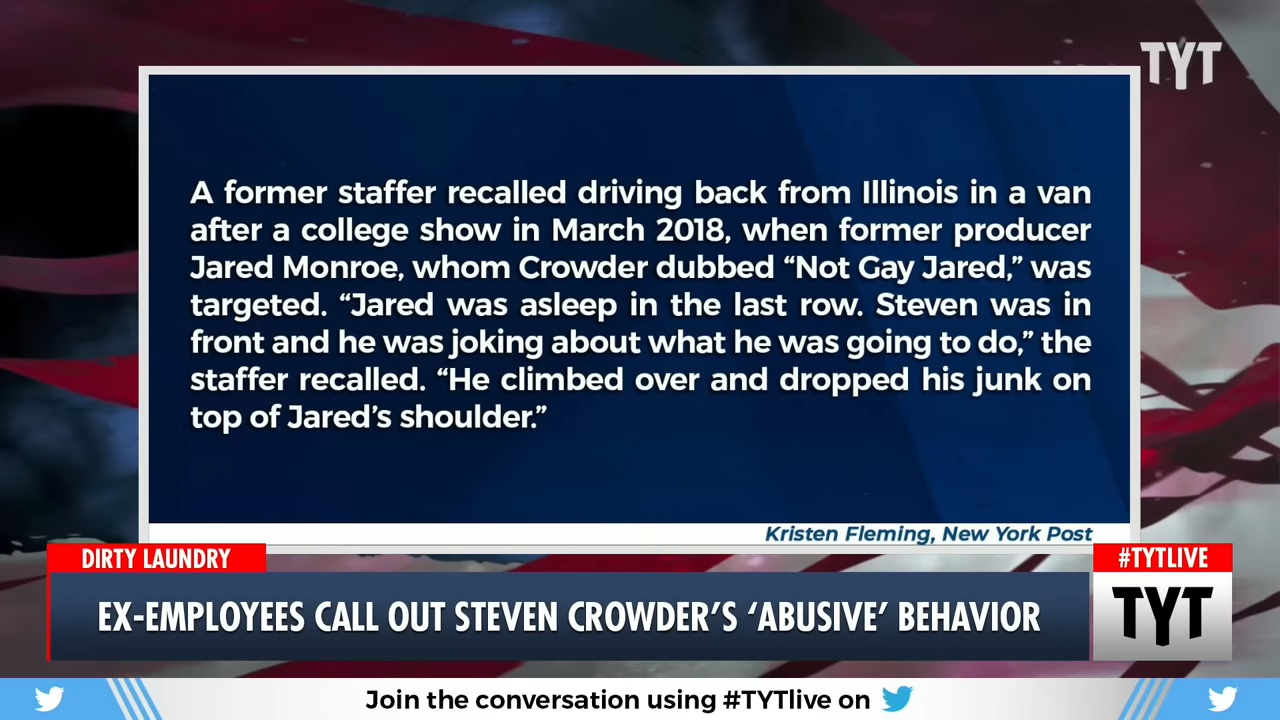 TYT
A former staffer recalled driving back from Illinois in a van
after a college show in March 2018, when former producer
Jared Monroe, whom Crowder dubbed “Not Gay Jared,” was
targeted. “Jared was asleep in the last row. Steven was in
front and he was joking about what he was going to do,” the
staffer recalled. “He climbed over and dropped his junk on
top of Jared’s shoulder.”
Kristen Fleming, New York Post
DIRTY LAUNDRY
#TYTLIVE
EX-EMPLOYEES CALL OUT STEVEN CROWDER’S ‘ABUSIVE’ BEHAVIOR
TYT
Join the conversation using #TYTlive on